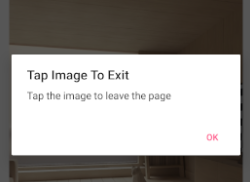 Tap Image To Exit
Tap the image to leave the page
OK